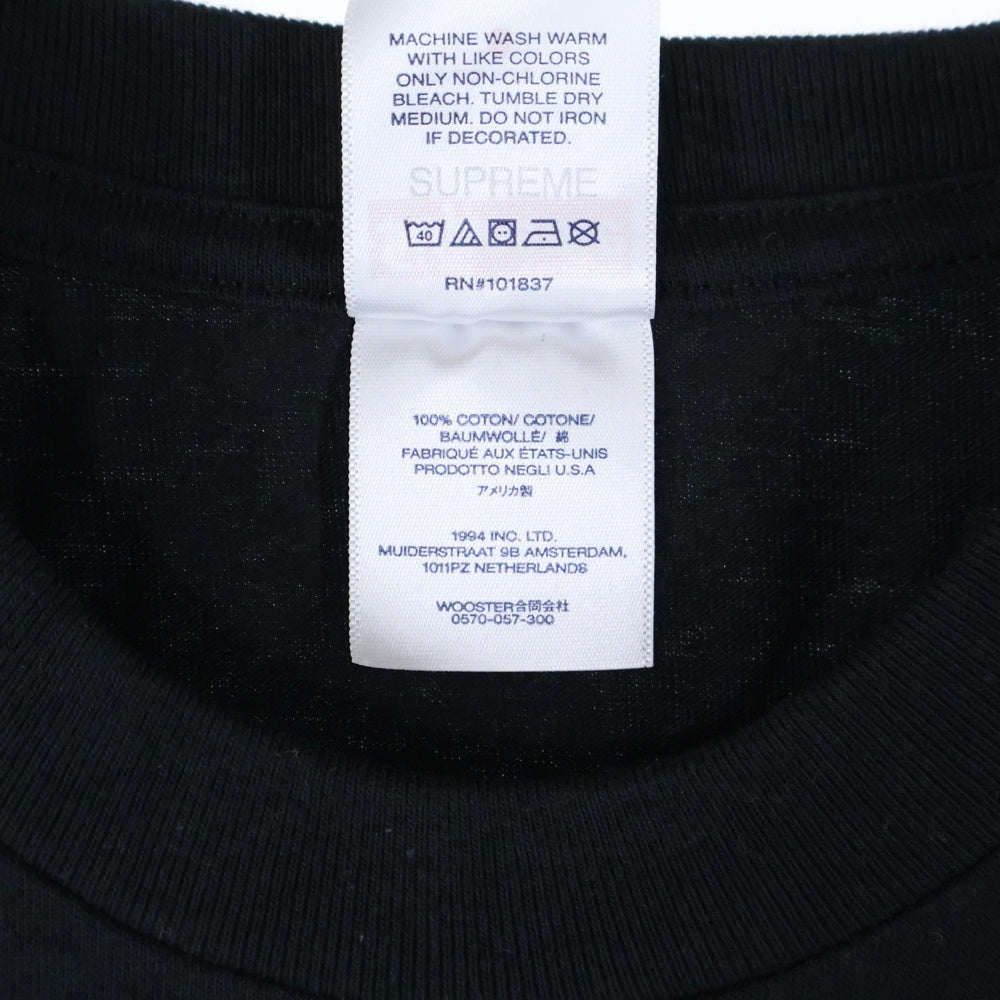 MACHINE WASH WARM
WITH LIKE COLORS
ONLY NON-CHLORINE
BLEACH. TUMBLE DRY
MEDIUM. DO NOT IRON
IF DECORATED.
SUPREME
40
RN#101837
100% COTON/ COTONE/
BAUMWOLLE/ 綿
FABRIQUÉ AUX ÉTATS-UNIS
PRODOTTO NEGLI U.S.A
アメリカ製
1994 INC. LTD.
MUIDERSTRAAT 9B AMSTERDAM,
1011PZ NETHERLANDS
WOOSTER合同会社
0570-057-300